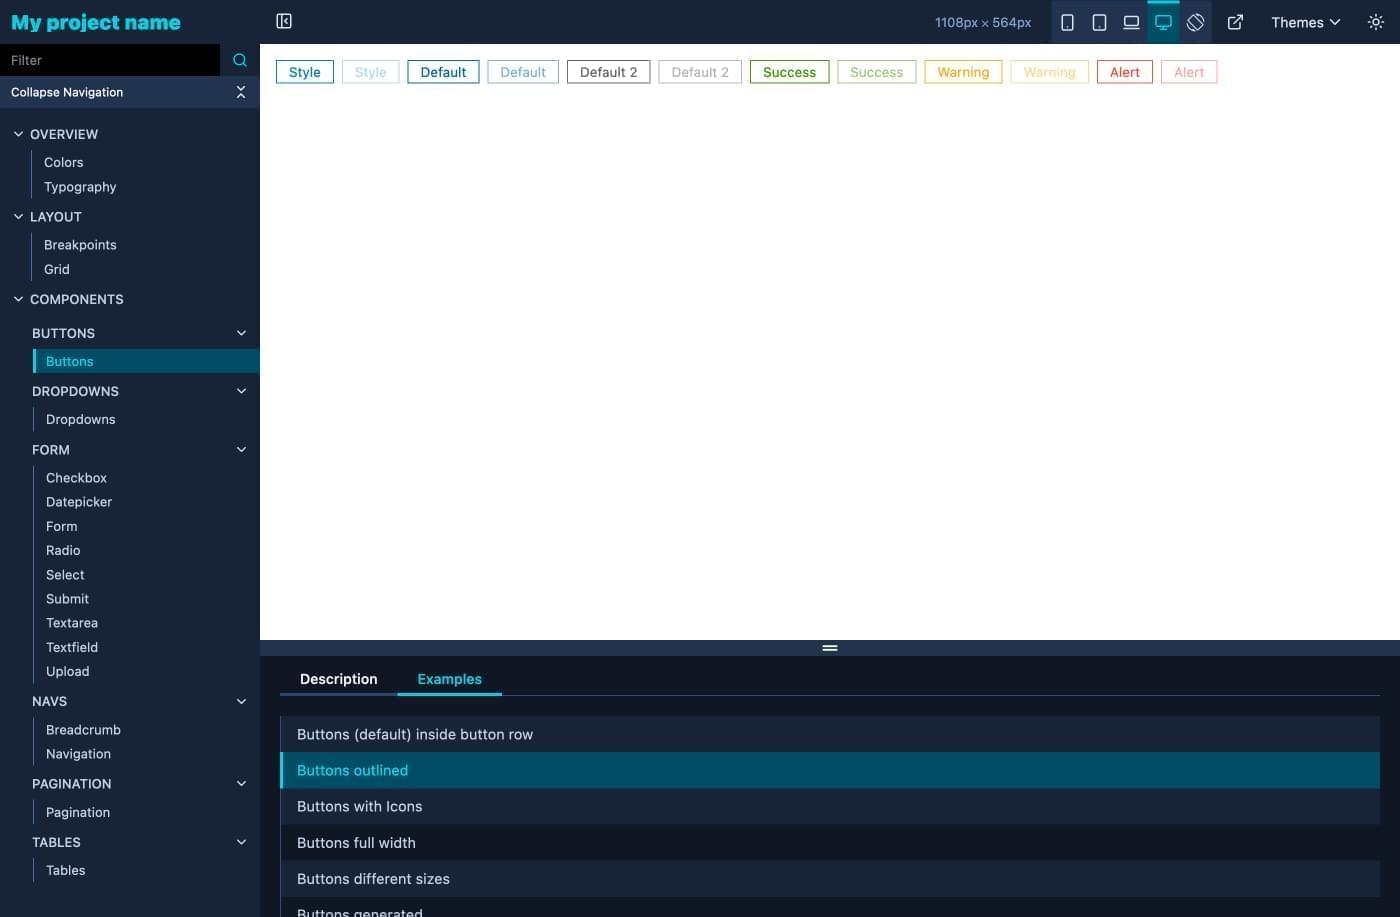 My project name
1108px × 564px
Themes
Filter
Collapse Navigation
OVERVIEW
Colors
Typography
LAYOUT
Breakpoints
Grid
COMPONENTS
BUTTONS
Buttons
DROPDOWNS
Dropdowns
FORM
Checkbox
Datepicker
Form
Radio
Select
Submit
Textarea
Textfield
Upload
NAVS
Breadcrumb
Navigation
PAGINATION
Pagination
TABLES
Tables
Style Style Default Default Default 2 Default 2 Success Success Warning Warning Alert Alert
Description Examples
Buttons (default) inside button row
Buttons outlined
Buttons with Icons
Buttons full width
Buttons different sizes
Buttons generated